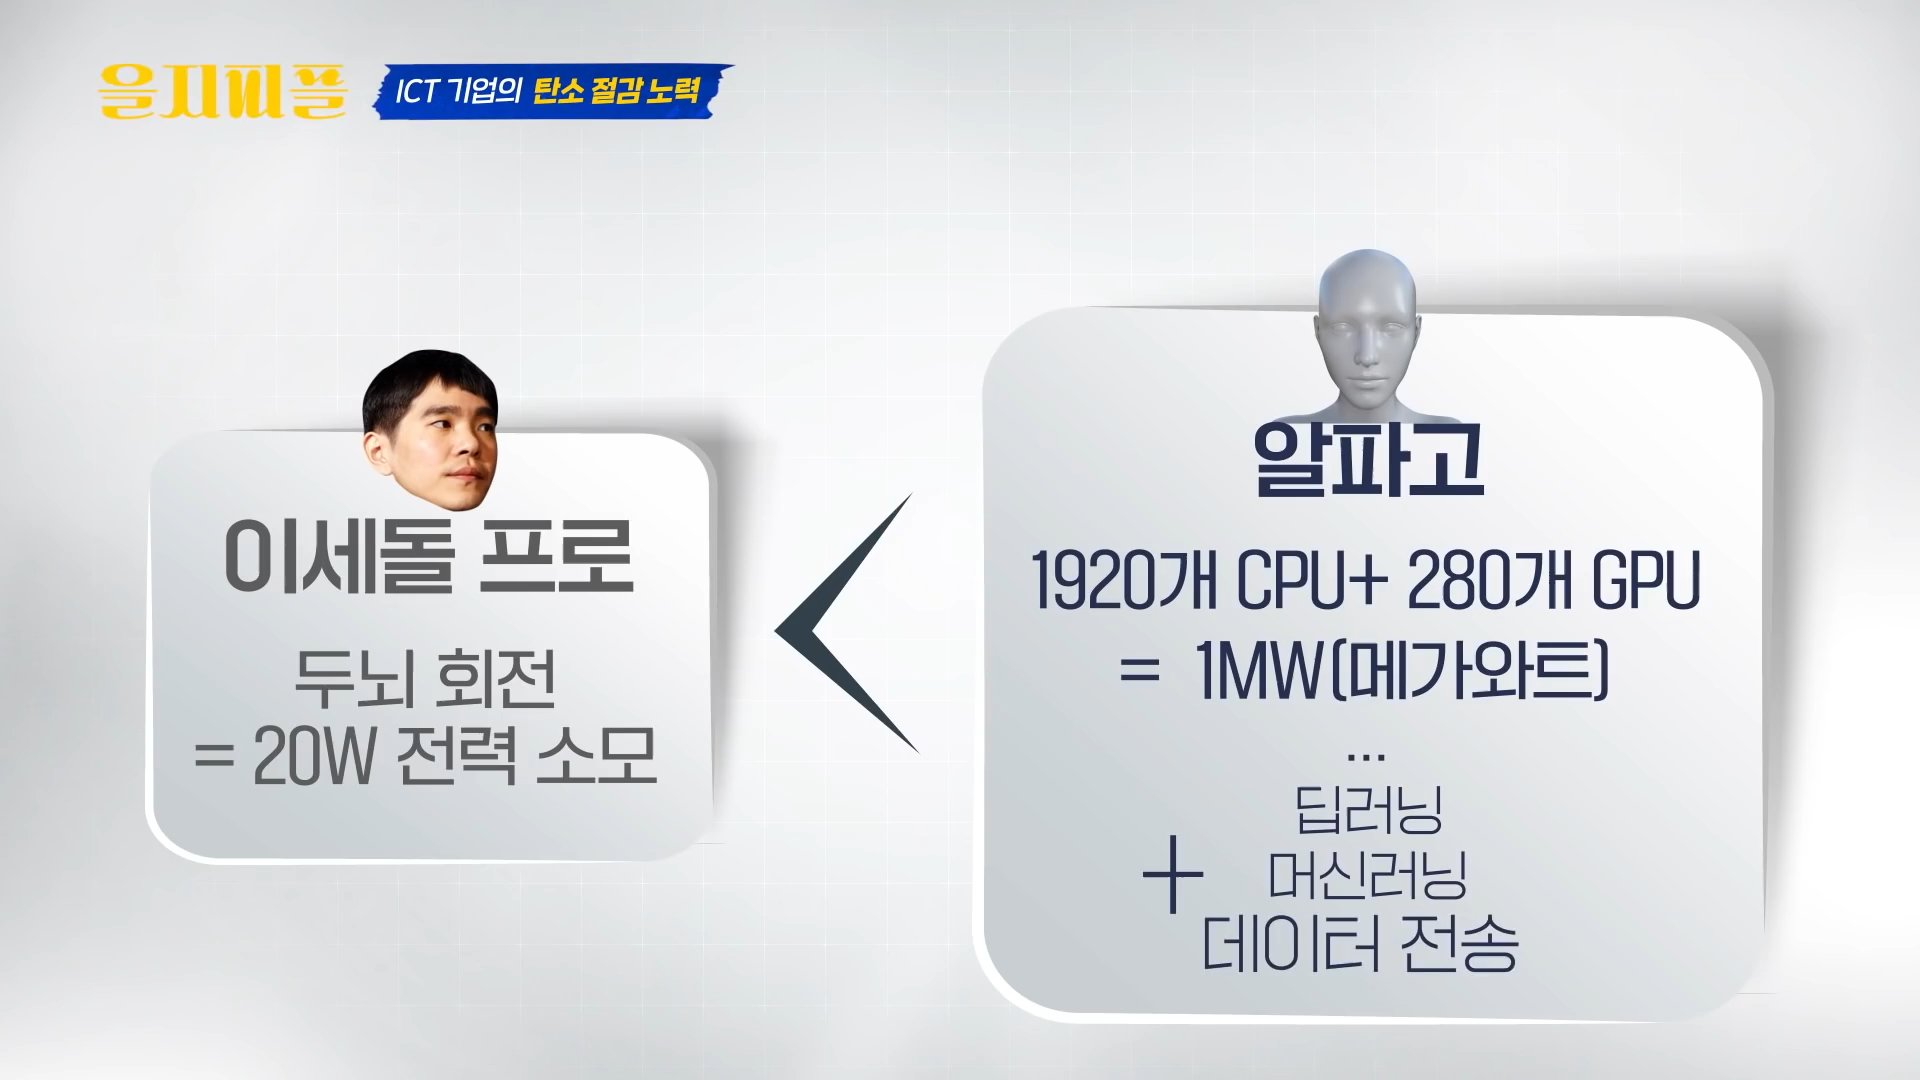 을지피플
ICT 기업의 탄소 절감 노력
이세돌 프로
두뇌 회전
= 20W 전력 소모
알파고
1920개 CPU+ 280개 GPU
= 1MW(메가와트)
...
딥러닝
+ 머신러닝
데이터 전송